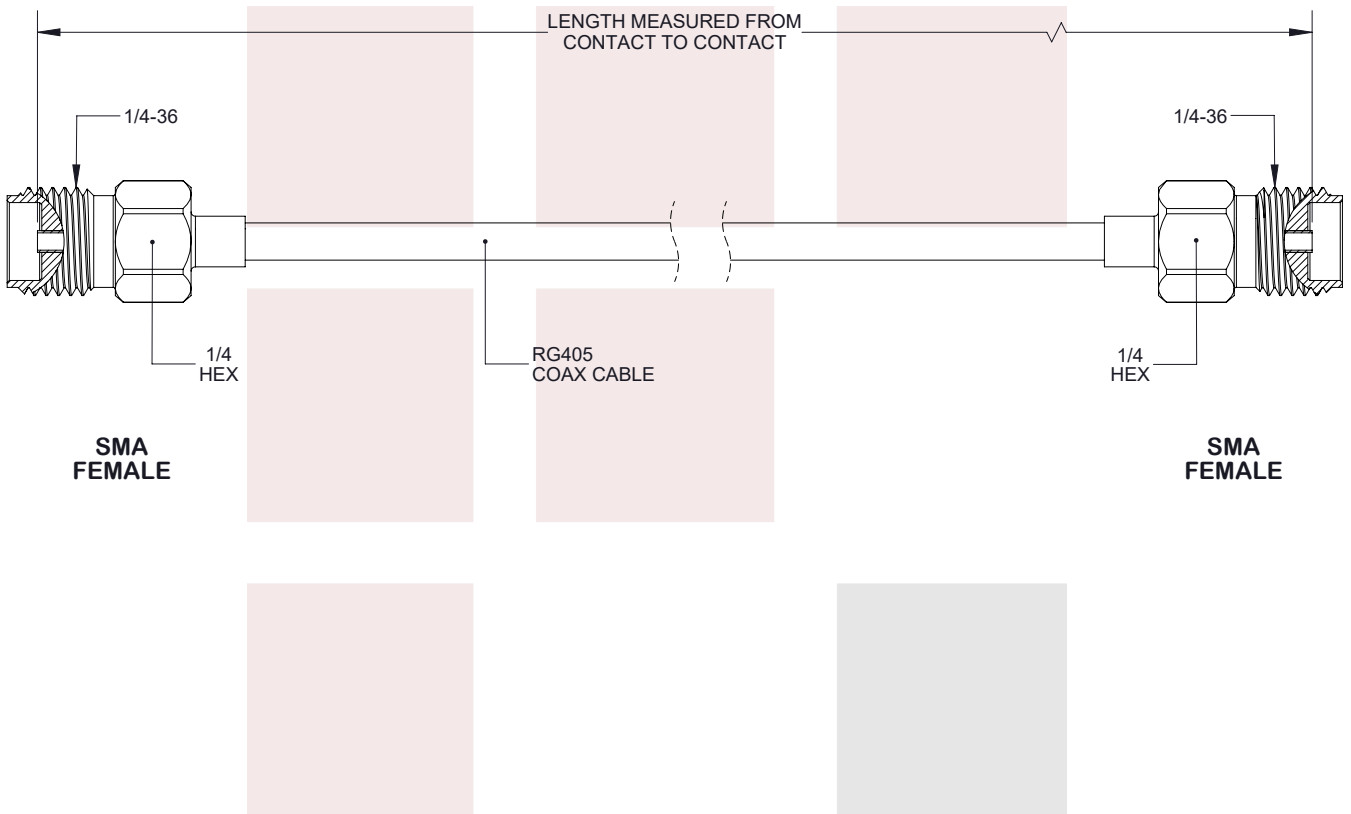 LENGTH MEASURED FROM
CONTACT TO CONTACT
1/4-36
1/4-36
1/4
HEX
RG405
COAX CABLE
1/4
HEX
SMA
FEMALE
SMA
FEMALE